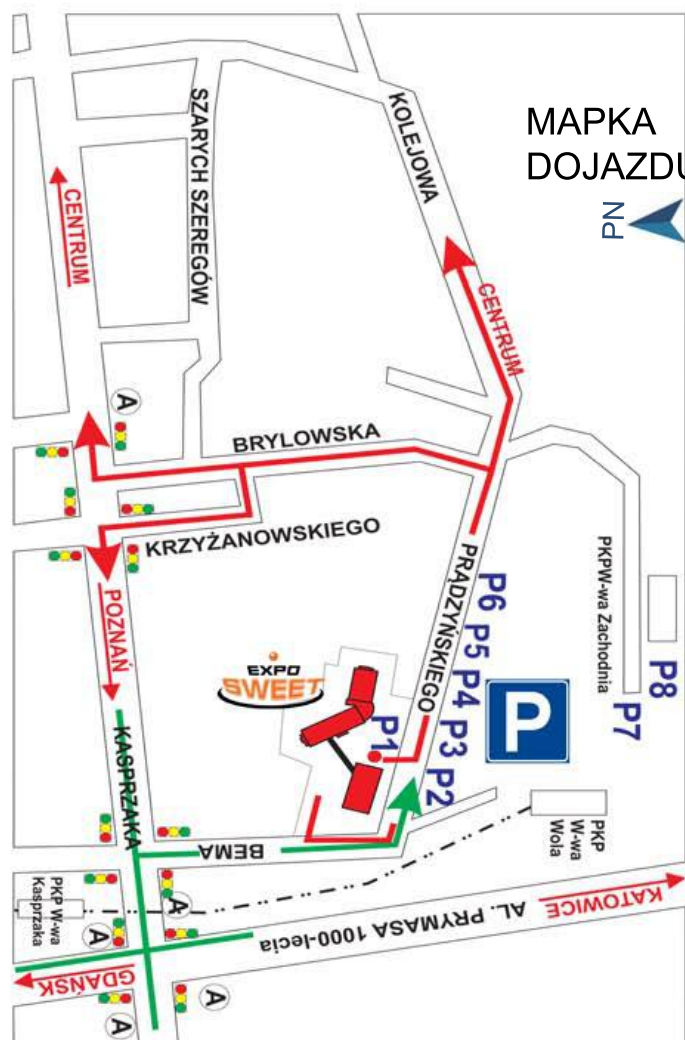 MAPKA
DOJAZDU
PN
SZARYCH SZEREGÓW
KOLEJOWA
CENTRUM
CENTRUM
A
BRYLOWSKA
KRZYŻANOWSKIEGO
PRĄDZYŃSKIEGO
PKPW-wa Zachodnia
P8
P7
P6
P5
P4
P3
P2
P1
P
EXPO
SWEET
POZNAŃ
KASPRZAKA
BEMA
PKP
W-wa
Wola
PKP W-wa
Kasprzaka
AL. PRYMASA 1000-lecia
KATOWICE
GDAŃSK
A
A
A
A